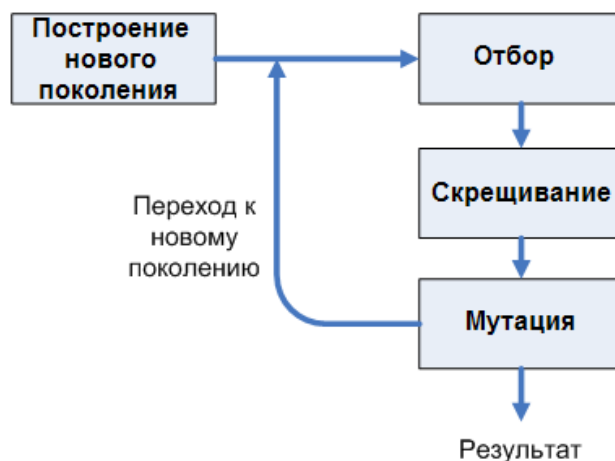 Построение
нового
поколения
Отбор
Скрещивание
Переход к
новому
поколению
Мутация
Результат